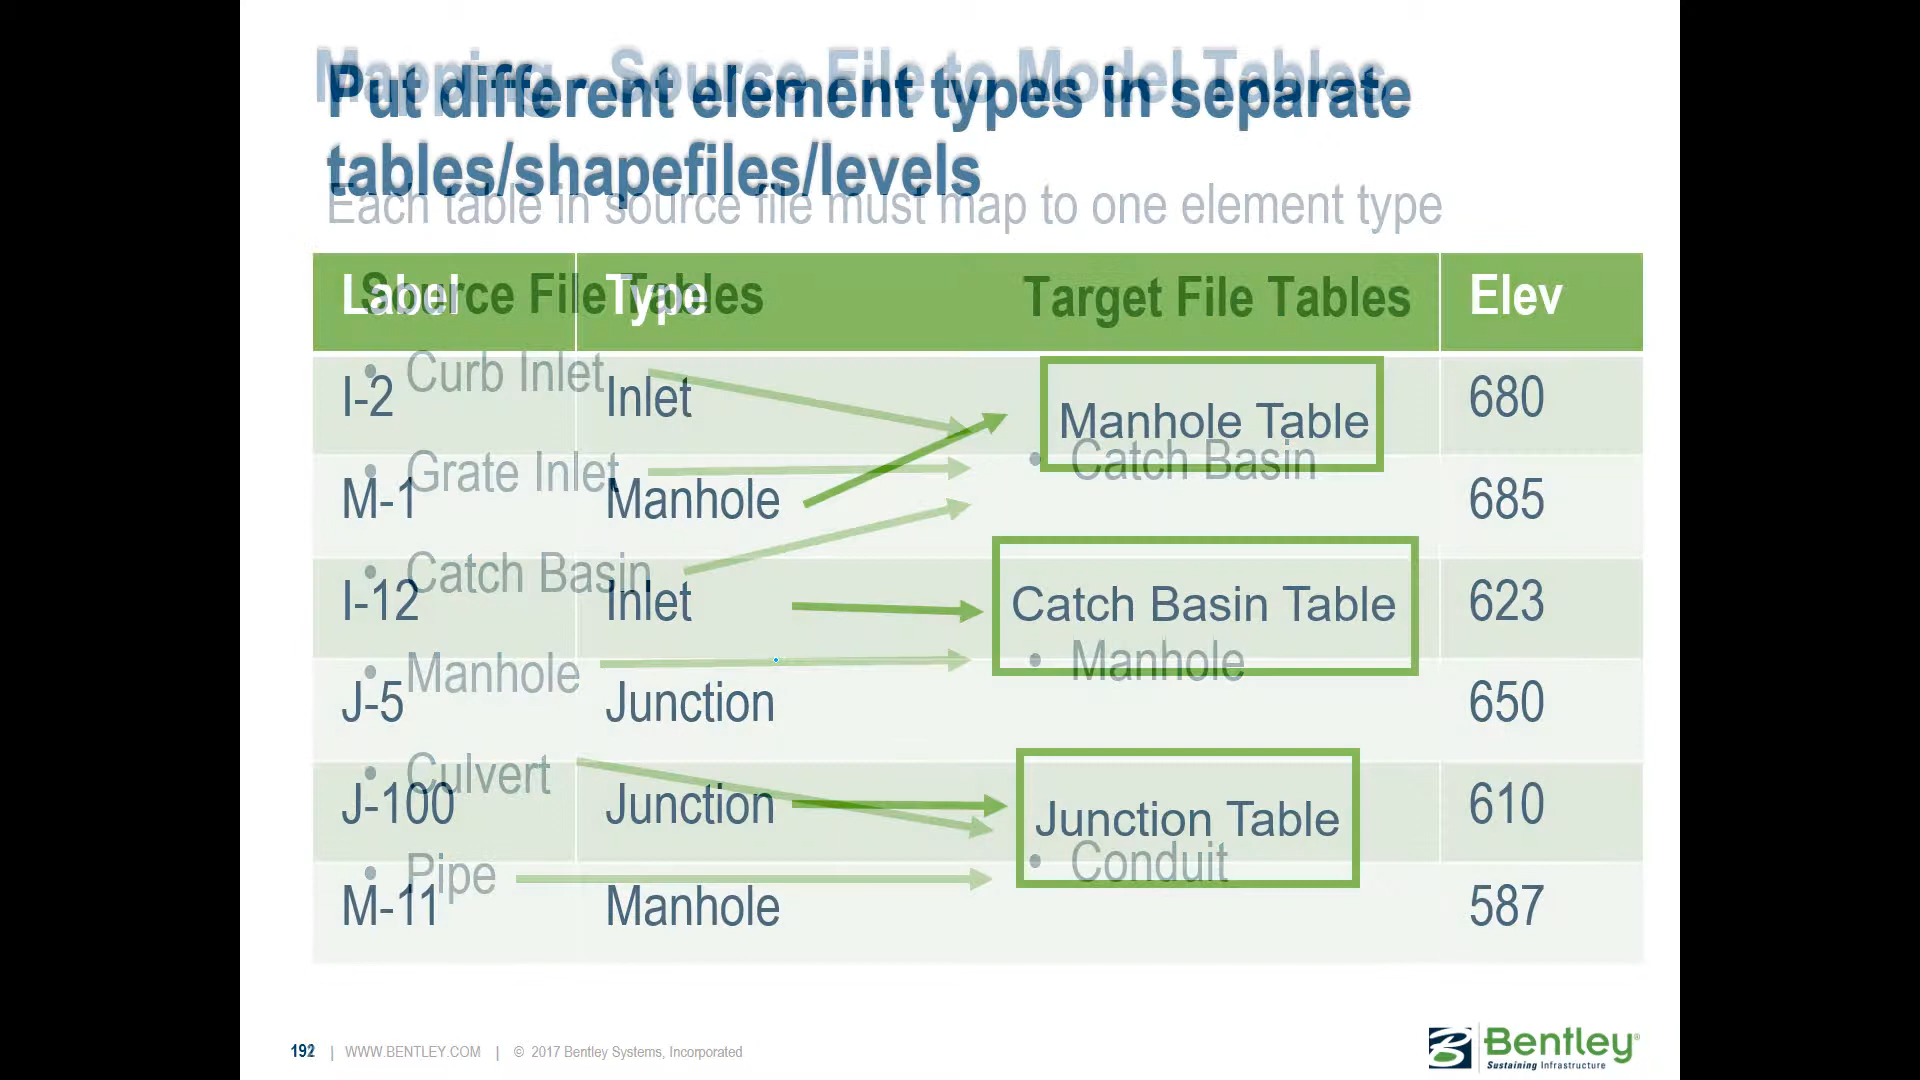 Mapping - Source File to Model Tables
Put different element types in separate
tables/shapefiles/levels
Each table in source file must map to one element type
Label Type Elev
Source File Tables Target File Tables
I-2 Inlet 680
M-1 Manhole 685
I-12 Inlet 623
J-5 Junction 650
J-100 Junction 610
M-11 Manhole 587
Manhole Table
Catch Basin Table
Junction Table
• Curb Inlet
• Grate Inlet
• Catch Basin
• Manhole
• Culvert
• Pipe
• Catch Basin
• Manhole
• Conduit
| WWW.BENTLEY.COM | © 2017 Bentley Systems, Incorporated
Bentley®
Sustaining Infrastructure